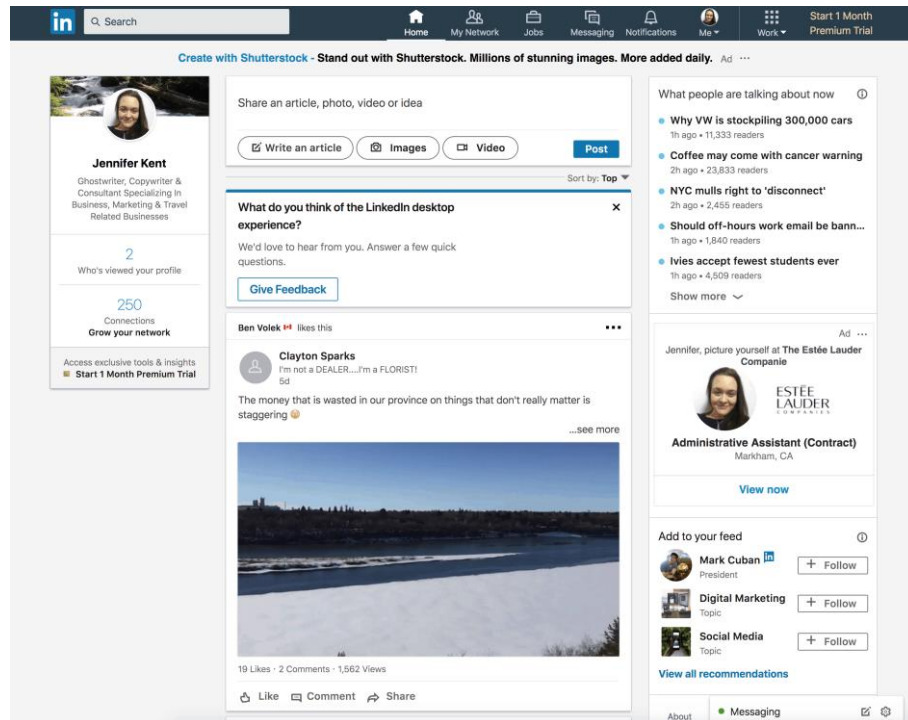 in
Search
Home
My Network
Jobs
Messaging
Notifications
Me
Work
Start 1 Month
Premium Trial
Create with Shutterstock - Stand out with Shutterstock. Millions of stunning images. More added daily. Ad ...
Jennifer Kent
Ghostwriter, Copywriter &
Consultant Specializing In
Business, Marketing & Travel
Related Businesses
2
Who's viewed your profile
250
Connections
Grow your network
Access exclusive tools & insights
Start 1 Month Premium Trial
Share an article, photo, video or idea
Write an article
Images
Video
Post
Sort by: Top
What do you think of the LinkedIn desktop
experience?
We'd love to hear from you. Answer a few quick
questions.
Give Feedback
Ben Volek likes this
Clayton Sparks
I'm not a DEALER....I'm a FLORIST!
5d
The money that is wasted in our province on things that don't really matter is
staggering
...see more
19 Likes · 2 Comments · 1,562 Views
Like
Comment
Share
What people are talking about now
Why VW is stockpiling 300,000 cars
1h ago • 11,333 readers
Coffee may come with cancer warning
2h ago • 23,833 readers
NYC mulls right to 'disconnect'
2h ago • 2,455 readers
Should off-hours work email be bann...
1h ago • 1,840 readers
Ivies accept fewest students ever
1h ago • 4,509 readers
Show more
Ad ...
Jennifer, picture yourself at The Estée Lauder
Companie
ESTĒE
LAUDER
COMPANIES
Administrative Assistant (Contract)
Markham, CA
View now
Add to your feed
Mark Cuban in
President
+ Follow
Digital Marketing
Topic
+ Follow
Social Media
Topic
+ Follow
View all recommendations
About
Messaging